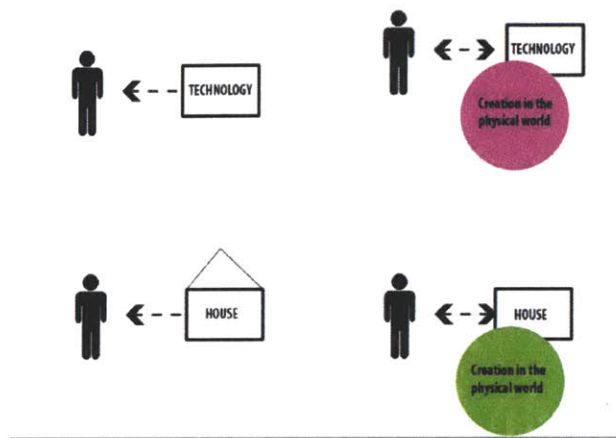 TECHNOLOGY
TECHNOLOGY
Creation in the
physical world
HOUSE
HOUSE
Creation in the
physical world